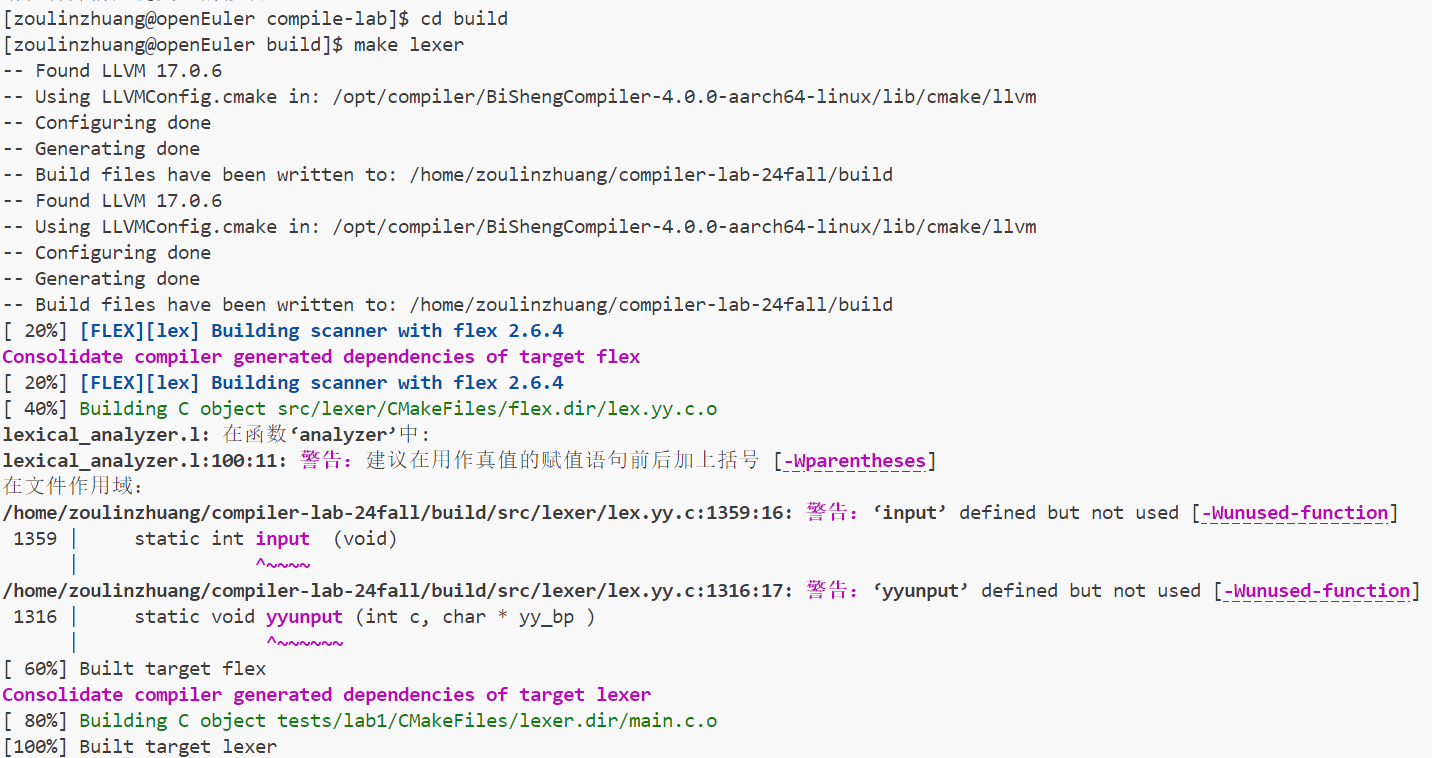 [zoulinzhuang@openEuler compile-lab]$ cd build
[zoulinzhuang@openEuler build]$ make lexer
-- Found LLVM 17.0.6
-- Using LLVMConfig.cmake in: /opt/compiler/BiShengCompiler-4.0.0-aarch64-linux/lib/cmake/llvm
-- Configuring done
-- Generating done
-- Build files have been written to: /home/zoulinzhuang/compiler-lab-24fall/build
-- Found LLVM 17.0.6
-- Using LLVMConfig.cmake in: /opt/compiler/BiShengCompiler-4.0.0-aarch64-linux/lib/cmake/llvm
-- Configuring done
-- Generating done
-- Build files have been written to: /home/zoulinzhuang/compiler-lab-24fall/build
[ 20%] [FLEX][lex] Building scanner with flex 2.6.4
Consolidate compiler generated dependencies of target flex
[ 20%] [FLEX][lex] Building scanner with flex 2.6.4
[ 40%] Building C object src/lexer/CMakeFiles/flex.dir/lex.yy.c.o
lexical_analyzer.l: 在函数‘analyzer’中:
lexical_analyzer.l:100:11: 警告：建议在用作真值的赋值语句前后加上括号 [-Wparentheses]
在文件作用域:
/home/zoulinzhuang/compiler-lab-24fall/build/src/lexer/lex.yy.c:1359:16: 警告：‘input’ defined but not used [-Wunused-function]
 1359 |     static int input  (void)
      |                ^~~~~
/home/zoulinzhuang/compiler-lab-24fall/build/src/lexer/lex.yy.c:1316:17: 警告：‘yyunput’ defined but not used [-Wunused-function]
 1316 |     static void yyunput (int c, char * yy_bp )
      |                 ^~~~~~~
[ 60%] Built target flex
Consolidate compiler generated dependencies of target lexer
[ 80%] Building C object tests/lab1/CMakeFiles/lexer.dir/main.c.o
[100%] Built target lexer